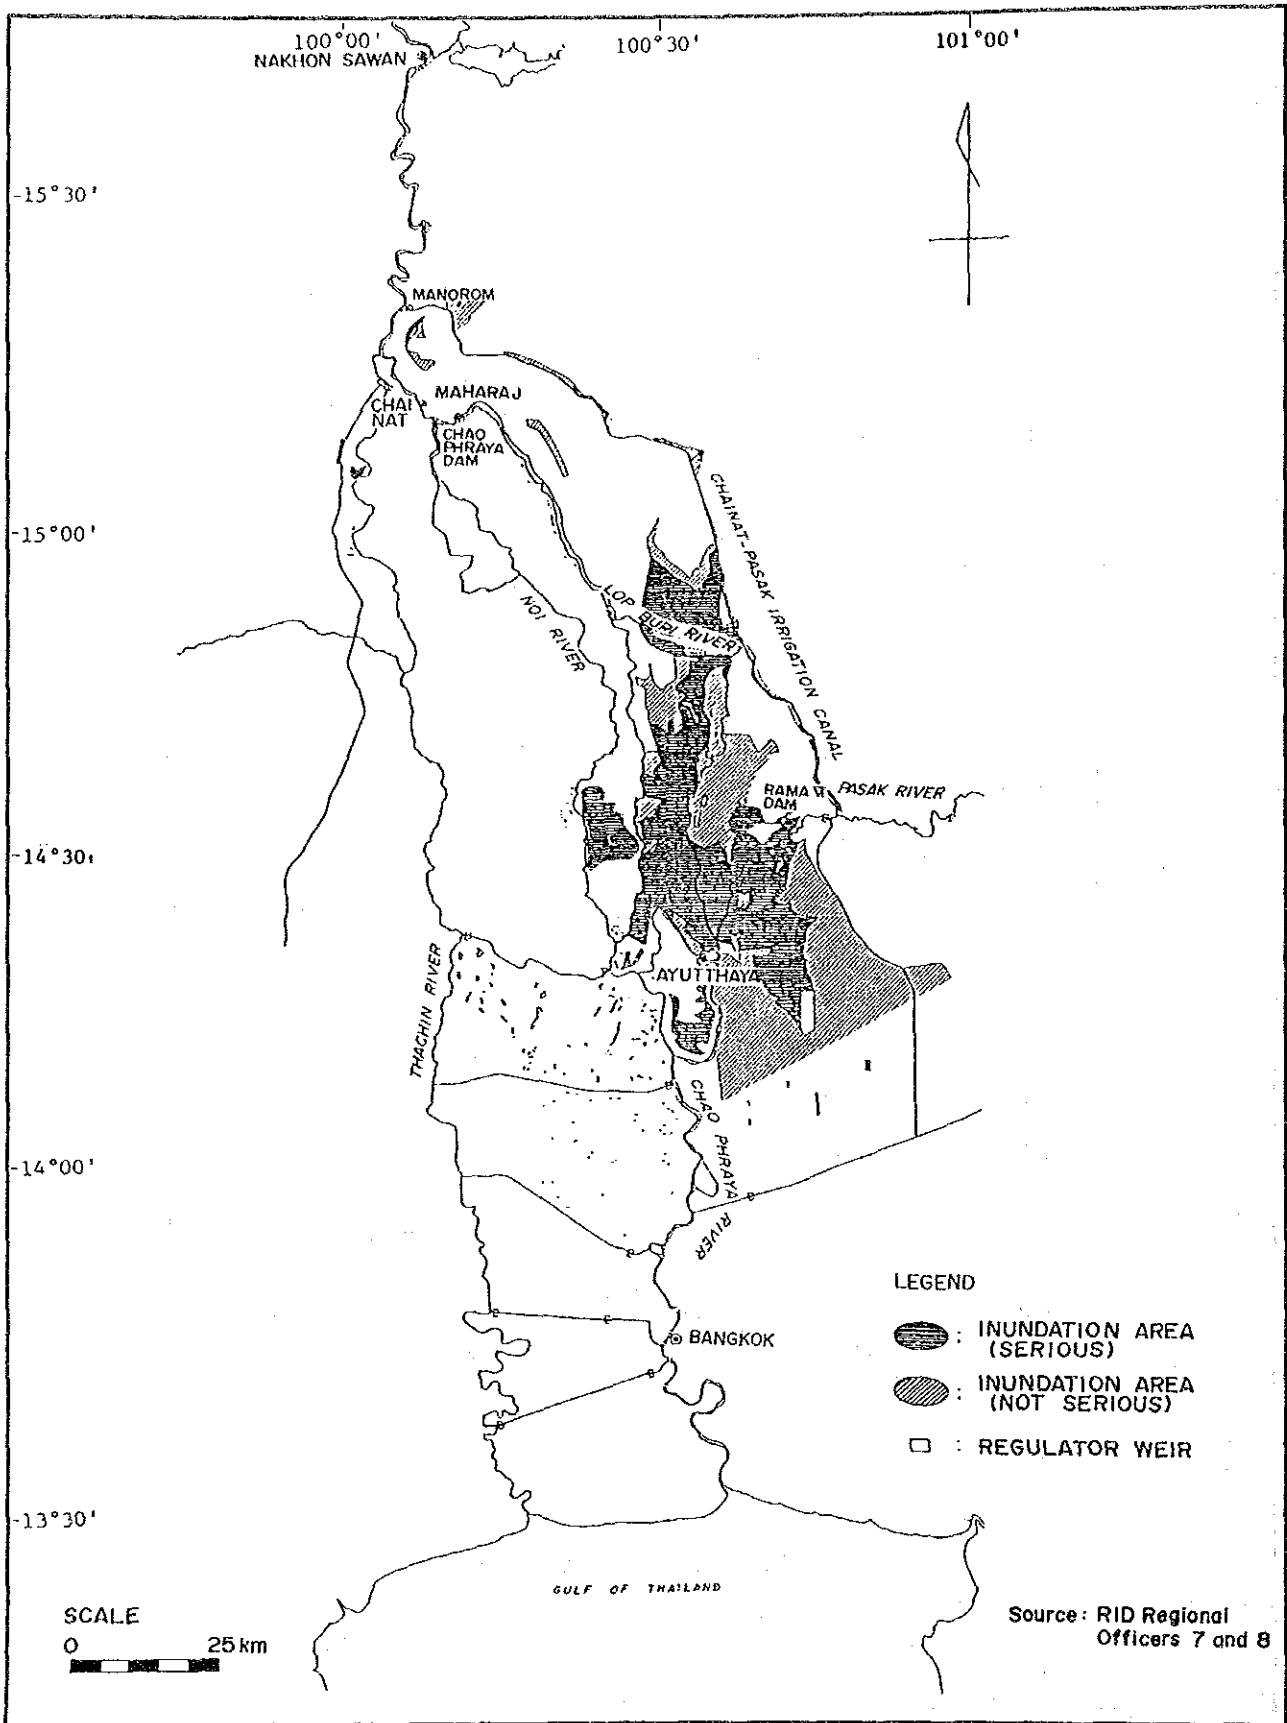 100°00'
100°30'
101°00'
NAKHON SAWAN
-15°30'
MANOROM
MAHARAJ
CHAI
NAT
CHAO
PHRAYA
DAM
CHAINAT-PASAK IRRIGATION CANAL
-15°00'
LOP BURI RIVER
NOI RIVER
RAMA
DAM
PASAK RIVER
-14°30'
AYUTTHAYA
THACHIN RIVER
CHAO PHRAYA
RIVER
-14°00'
LEGEND
: INUNDATION AREA
(SERIOUS)
: INUNDATION AREA
(NOT SERIOUS)
: REGULATOR WEIR
BANGKOK
-13°30'
GULF OF THAILAND
SCALE
0 25 km
Source: RID Regional
Officers 7 and 8